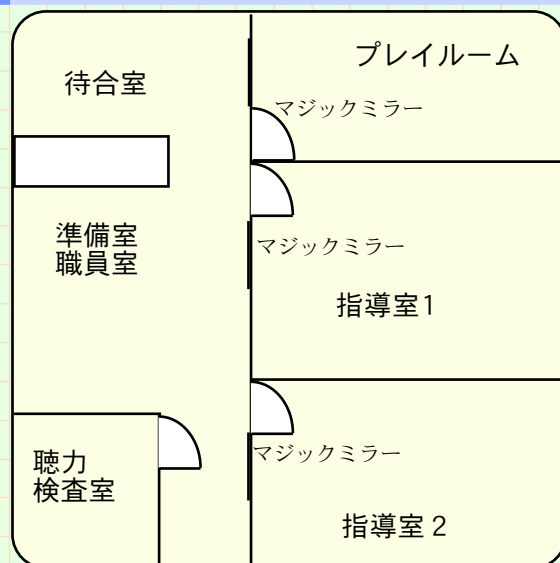 プレイルーム
待合室
マジックミラー
準備室
職員室
マジックミラー
指導室1
マジックミラー
聴力
検査室
指導室 2